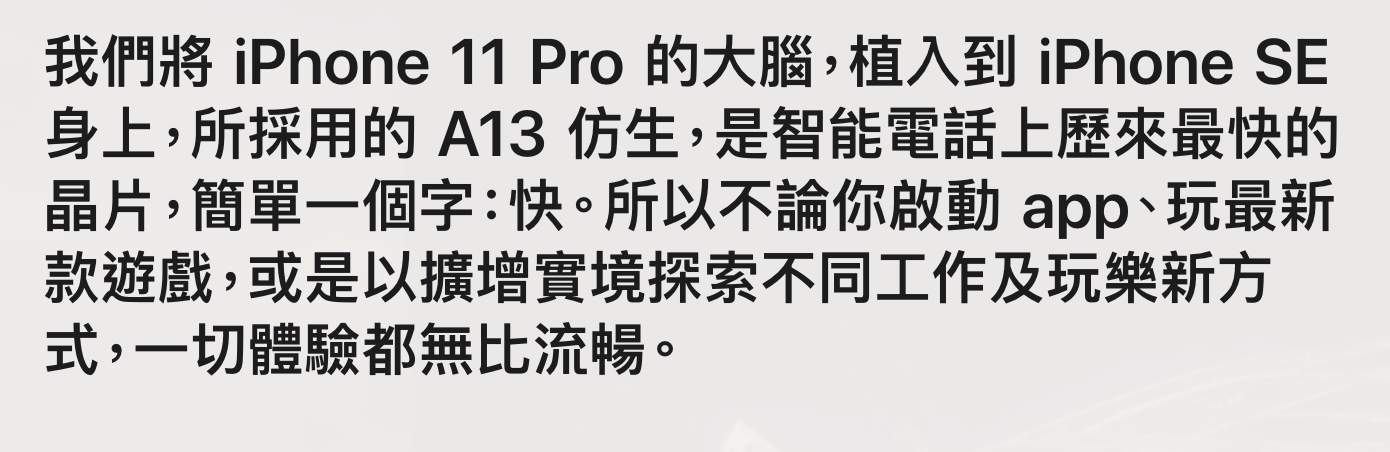 我們將 iPhone 11 Pro 的大腦，植入到 iPhone SE
身上，所採用的 A13 仿生，是智能電話上歷來最快的
晶片，簡單一個字：快。所以不論你啟動 app、玩最新
款遊戲，或是以擴增實境探索不同工作及玩樂新方
式，一切體驗都無比流暢。